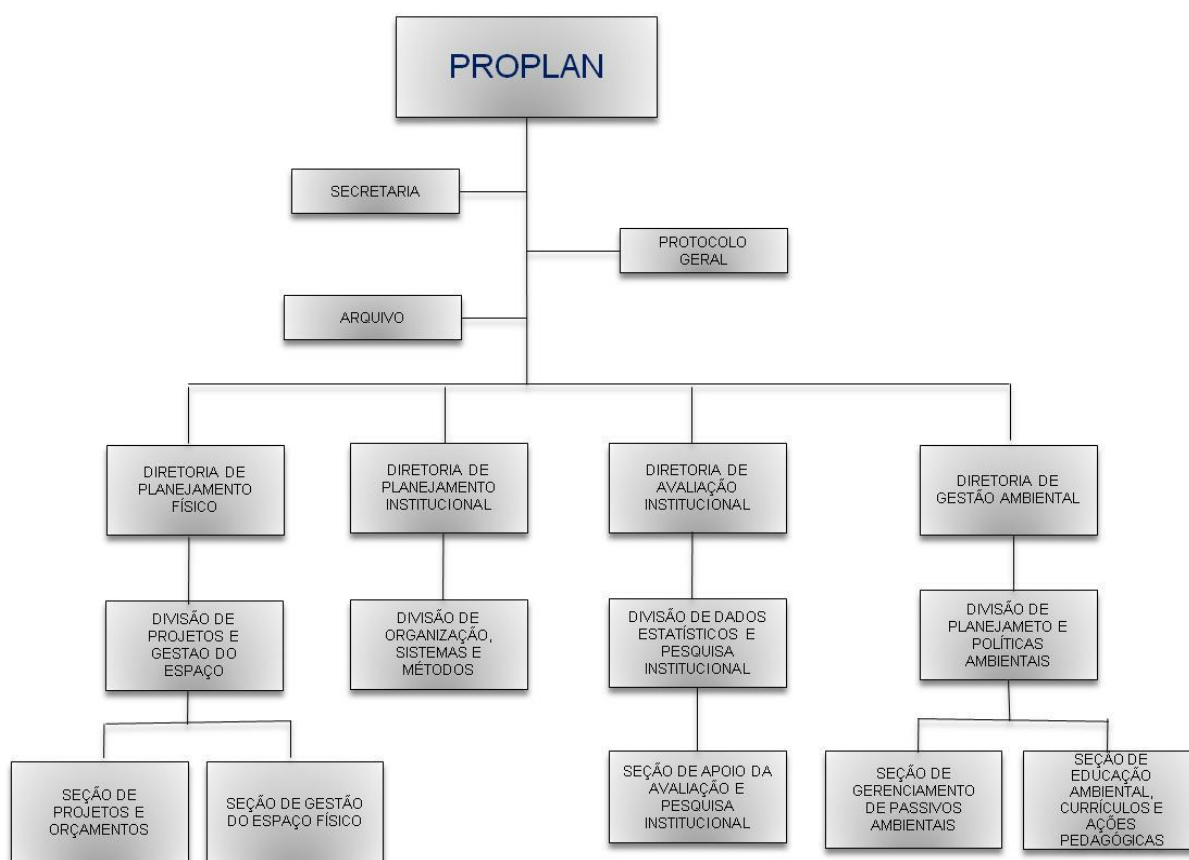 PROPLAN
SECRETARIA
PROTOCOLO
GERAL
ARQUIVO
DIRETORIA DE
PLANEJAMENTO
FÍSICO
DIRETORIA DE
PLANEJAMENTO
INSTITUCIONAL
DIRETORIA DE
AVALIAÇÃO
INSTITUCIONAL
DIRETORIA DE
GESTÃO AMBIENTAL
DIVISÃO DE
PROJETOS E
GESTAO DO
ESPAÇO
DIVISÃO DE
ORGANIZAÇÃO,
SISTEMAS E
MÉTODOS
DIVISÃO DE DADOS
ESTATÍSTICOS E
PESQUISA
INSTITUCIONAL
DIVISÃO DE
PLANEJAMETO E
POLÍTICAS
AMBIENTAIS
SEÇÃO DE
PROJETOS E
ORÇAMENTOS
SEÇÃO DE GESTÃO
DO ESPAÇO FÍSICO
SEÇÃO DE APOIO DA
AVALIAÇÃO E
PESQUISA
INSTITUCIONAL
SEÇÃO DE
GERENCIAMENTO
DE PASSIVOS
AMBIENTAIS
SEÇÃO DE
EDUCAÇÃO
AMBIENTAL,
CURRÍCULOS E
AÇÕES
PEDAGÓGICAS